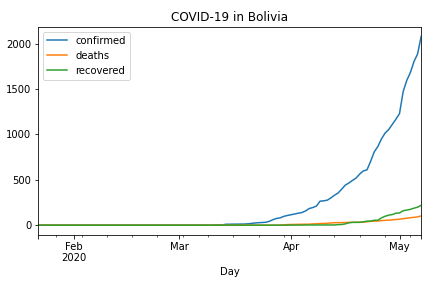 COVID-19 in Bolivia
confirmed
deaths
recovered
2000
1500
1000
500
0
Feb
2020
Mar
Apr
May
Day